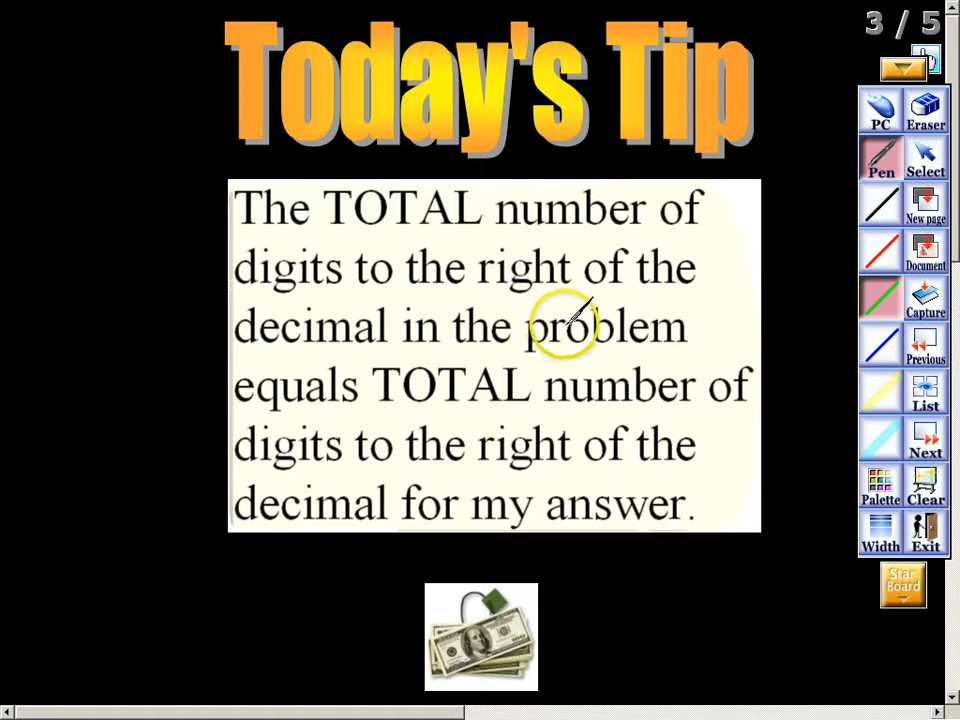 Today's Tip
3 / 5
The TOTAL number of
digits to the right of the
decimal in the problem
equals TOTAL number of
digits to the right of the
decimal for my answer.
PC
Eraser
Pen
Select
New page
Document
Capture
Previous
List
Next
Palette
Clear
Width
Exit
Star
Board